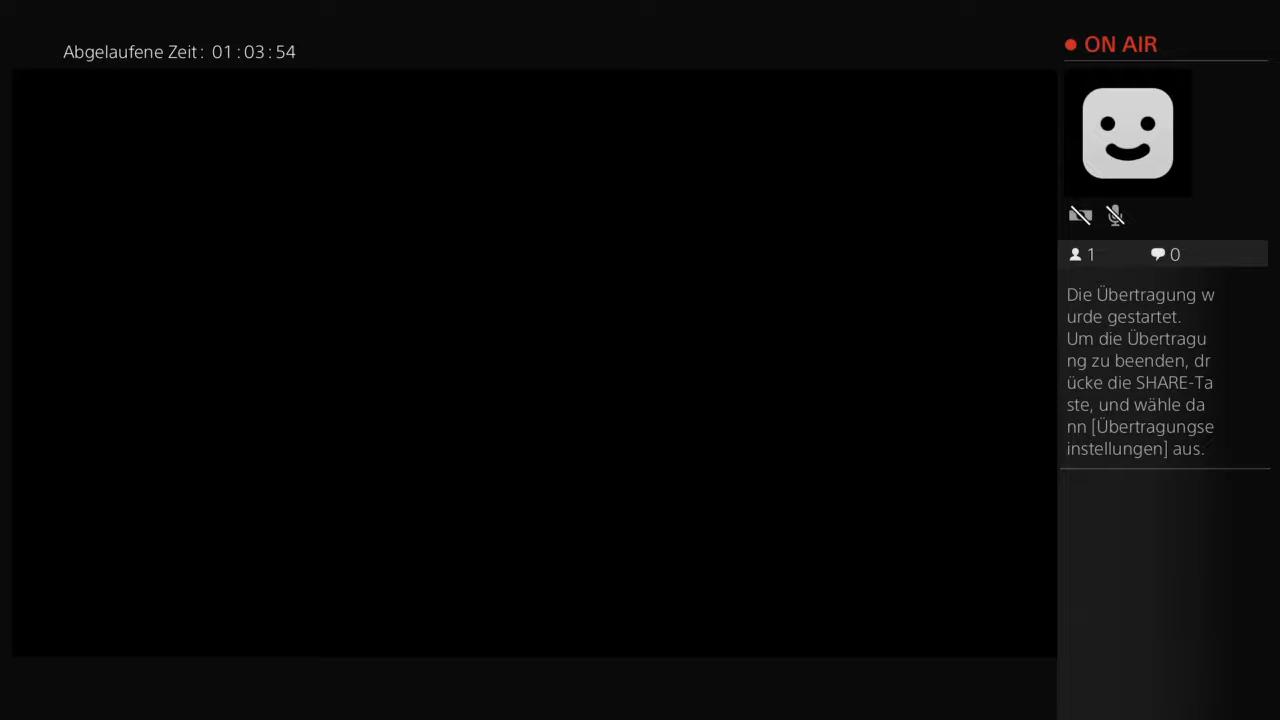 Abgelaufene Zeit: 01:03:54
ON AIR
1 0
Die Übertragung w
urde gestartet.
Um die Übertragu
ng zu beenden, dr
ücke die SHARE-Ta
ste, und wähle da
nn [Übertragungse
instellungen] aus.